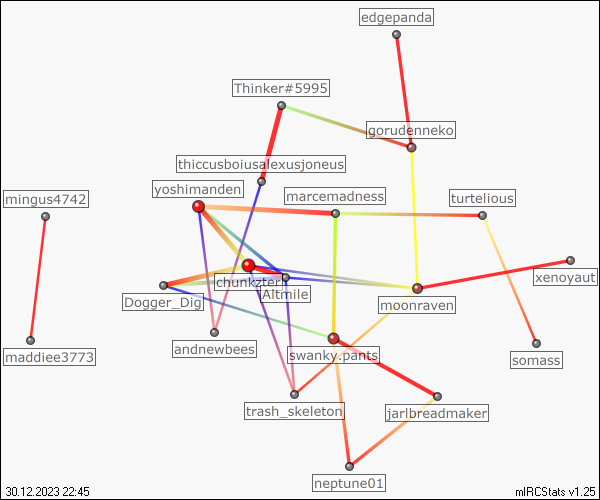 edgepanda
Thinker#5995
gorudenneko
thiccusboiusalexusjoneus
yoshimanden
marcemadness
mingus4742
turtelious
xenoyaut
chunkzter
Altmile
Dogger_Dig
moonraven
andnewbees
swanky.pants
maddiee3773
somass
trash_skeleton
jarlbreadmaker
neptune01
30.12.2023 22:45
mIRCStats v1.25